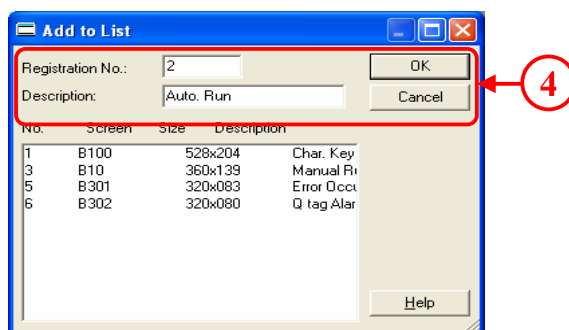 Add to List
Registration No.: 2 OK
Description: Auto. Run Cancel
4
No. Screen Size Description
1 B100 528x204 Char. Key
3 B10 360x139 Manual
5 B301 320x083 Error
6 B302 320x080 Q tag Alar
Help